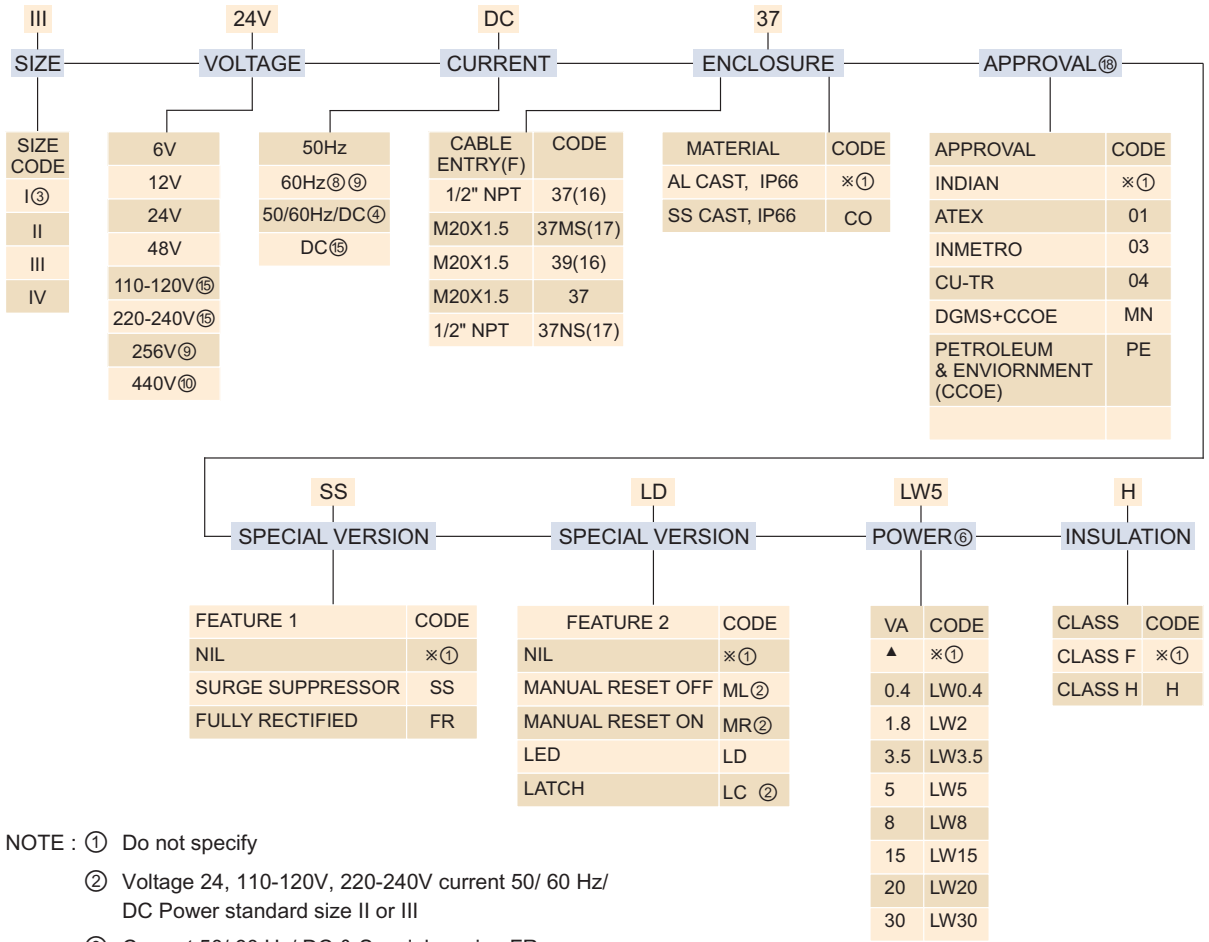 III 24V DC 37
SIZE VOLTAGE CURRENT ENCLOSURE APPROVAL⑱
SIZE CODE
I③
II
III
IV
6V
12V
24V
48V
110-120V⑮
220-240V⑮
256V⑨
440V⑩
50Hz
60Hz⑧⑨
50/60Hz/DC④
DC⑮
CABLE ENTRY(F) CODE
1/2" NPT 37(16)
M20X1.5 37MS(17)
M20X1.5 39(16)
M20X1.5 37
1/2" NPT 37NS(17)
MATERIAL CODE
AL CAST, IP66 ※①
SS CAST, IP66 CO
APPROVAL CODE
INDIAN ※①
ATEX 01
INMETRO 03
CU-TR 04
DGMS+CCOE MN
PETROLEUM PE
& ENVIORNMENT
(CCOE)
SS LD LW5 H
SPECIAL VERSION SPECIAL VERSION POWER⑥ INSULATION
FEATURE 1 CODE
NIL ※①
SURGE SUPPRESSOR SS
FULLY RECTIFIED FR
FEATURE 2 CODE
NIL ※①
MANUAL RESET OFF ML②
MANUAL RESET ON MR②
LED LD
LATCH LC ②
VA CODE
▲ ※①
0.4 LW0.4
1.8 LW2
3.5 LW3.5
5 LW5
8 LW8
15 LW15
20 LW20
30 LW30
CLASS CODE
CLASS F ※①
CLASS H H
NOTE : ① Do not specify
② Voltage 24, 110-120V, 220-240V current 50/ 60 Hz/
DC Power standard size II or III